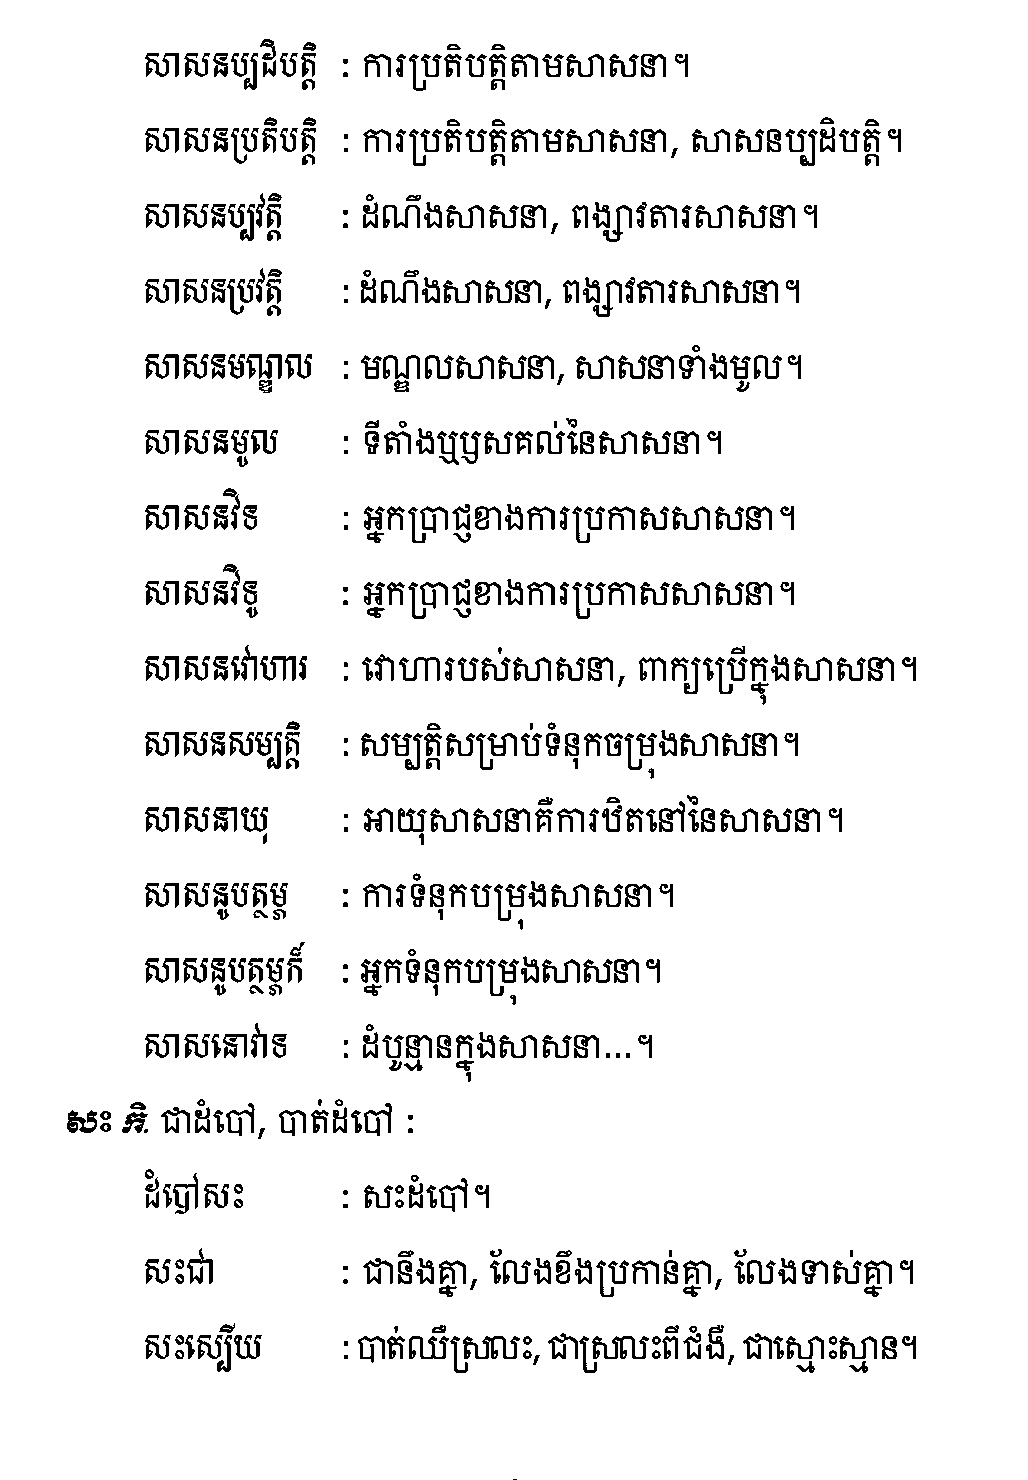 សាសនប្បដិបត្តិ : ការប្រតិបត្តិតាមសាសនា។
សាសនប្រតិបត្តិ : ការប្រតិបត្តិតាមសាសនា, សាសនប្បដិបត្តិ។
សាសនប្បវត្តិ : ដំណឹងសាសនា, ពង្សាវតារសាសនា។
សាសនប្រវត្តិ : ដំណឹងសាសនា, ពង្សាវតារសាសនា។
សាសនមណ្ឌល : មណ្ឌលសាសនា, សាសនាទាំងមូល។
សាសនមូល : ទីតាំងឬឫសគល់នៃសាសនា។
សាសនវិទ : អ្នកប្រាជ្ញខាងការប្រកាសសាសនា។
សាសនវិទូ : អ្នកប្រាជ្ញខាងការប្រកាសសាសនា។
សាសនវោហារ : វោហារបស់សាសនា, ពាក្យប្រើក្នុងសាសនា។
សាសនសម្បត្តិ : សម្បត្តិសម្រាប់ទំនុកចម្រុងសាសនា។
សាសនាយុ : អាយុសាសនាគឺការឋិតនៅនៃសាសនា។
សាសនូបត្ថម្ភ : ការទំនុកបម្រុងសាសនា។
សាសនូបត្ថម្ភក៏ : អ្នកទំនុកបម្រុងសាសនា។
សាសនោវាទ : ដំបូន្មានក្នុងសាសនា...។
សះ កិ. ជាដំបៅ, បាត់ដំបៅ :
ដំបៅសះ : សះដំបៅ។
សះជា : ជានឹងគ្នា, លែងខឹងប្រកាន់គ្នា, លែងទាស់គ្នា។
សះស្បើយ : បាត់ឈឺស្រលះ, ជាស្រលះពីជំងឺ, ជាស្មោះស្មាន។